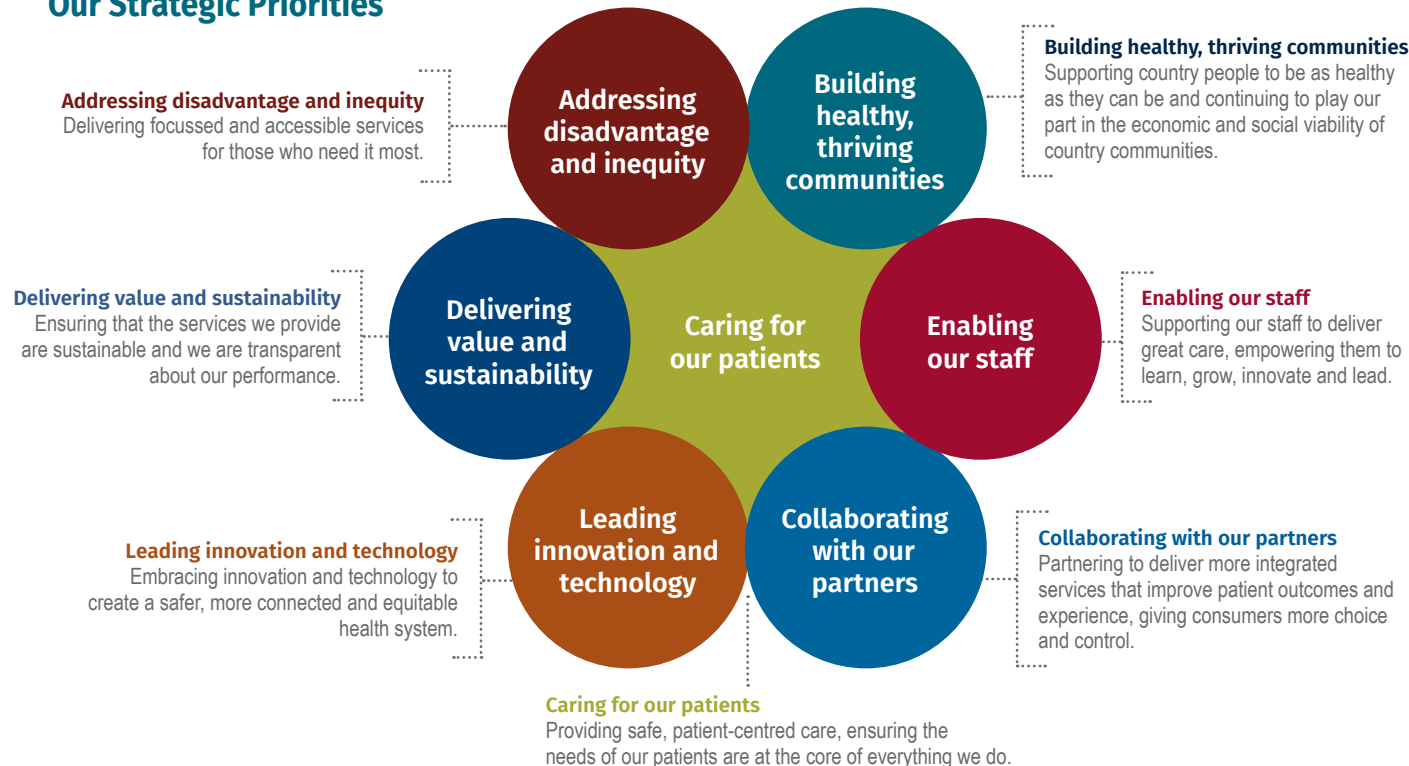 Our Strategic Priorities
Addressing disadvantage and inequity
Delivering focussed and accessible services
for those who need it most.
Addressing
disadvantage
and inequity
Building
healthy,
thriving
communities
Building healthy, thriving communities
Supporting country people to be as healthy
as they can be and continuing to play our
part in the economic and social viability of
country communities.
Delivering value and sustainability
Ensuring that the services we provide
are sustainable and we are transparent
about our performance.
Delivering
value and
sustainability
Caring for
our patients
Enabling
our staff
Enabling our staff
Supporting our staff to deliver
great care, empowering them to
learn, grow, innovate and lead.
Leading innovation and technology
Embracing innovation and technology to
create a safer, more connected and equitable
health system.
Leading
innovation and
technology
Collaborating
with our
partners
Collaborating with our partners
Partnering to deliver more integrated
services that improve patient outcomes and
experience, giving consumers more choice
and control.
Caring for our patients
Providing safe, patient-centred care, ensuring the
needs of our patients are at the core of everything we do.